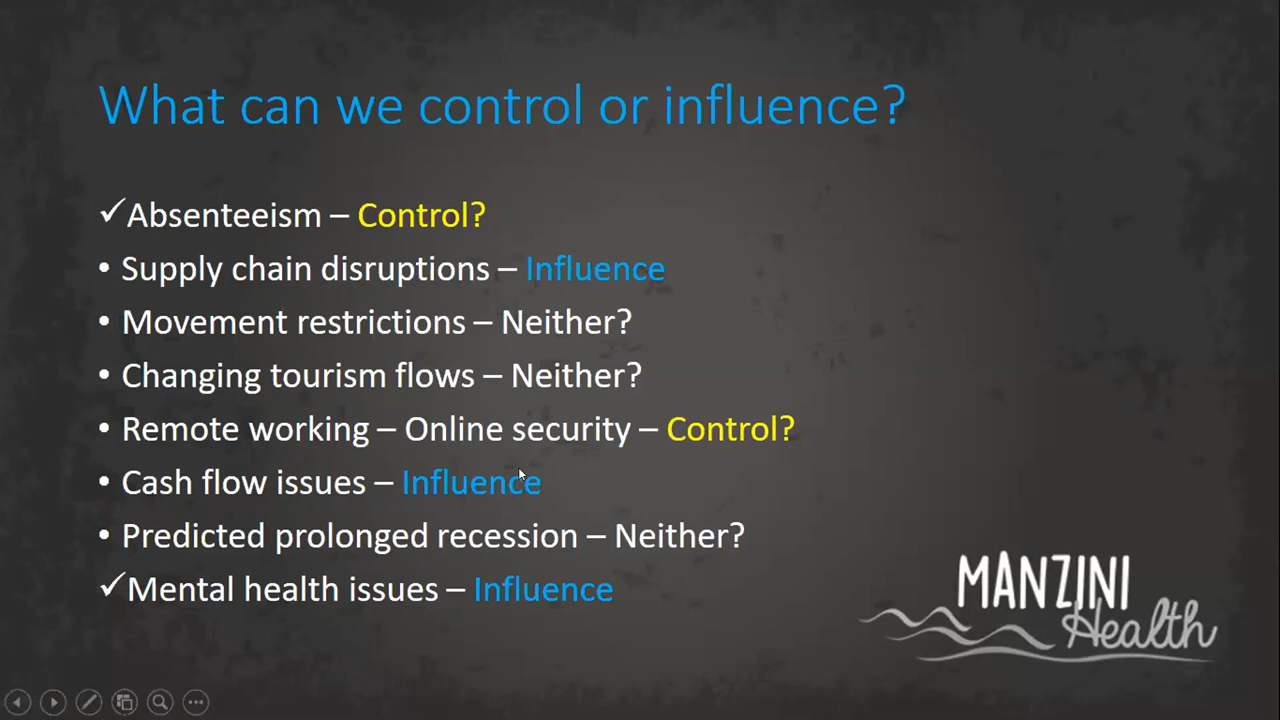 What can we control or influence?
✓Absenteeism – Control?
• Supply chain disruptions – Influence
• Movement restrictions – Neither?
• Changing tourism flows – Neither?
• Remote working – Online security – Control?
• Cash flow issues – Influence
• Predicted prolonged recession – Neither?
✓Mental health issues – Influence
MANZINI
Health